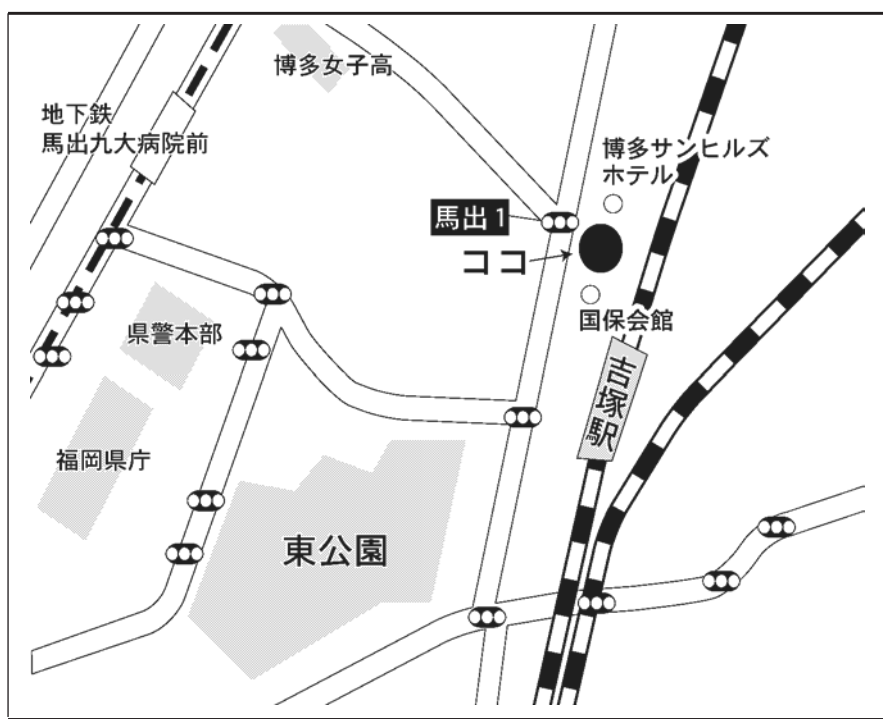 博多女子高
地下鉄
馬出九大病院前
博多サンヒルズ
ホテル
馬出1
ココ
国保会館
県警本部
吉塚駅
福岡県庁
東公園